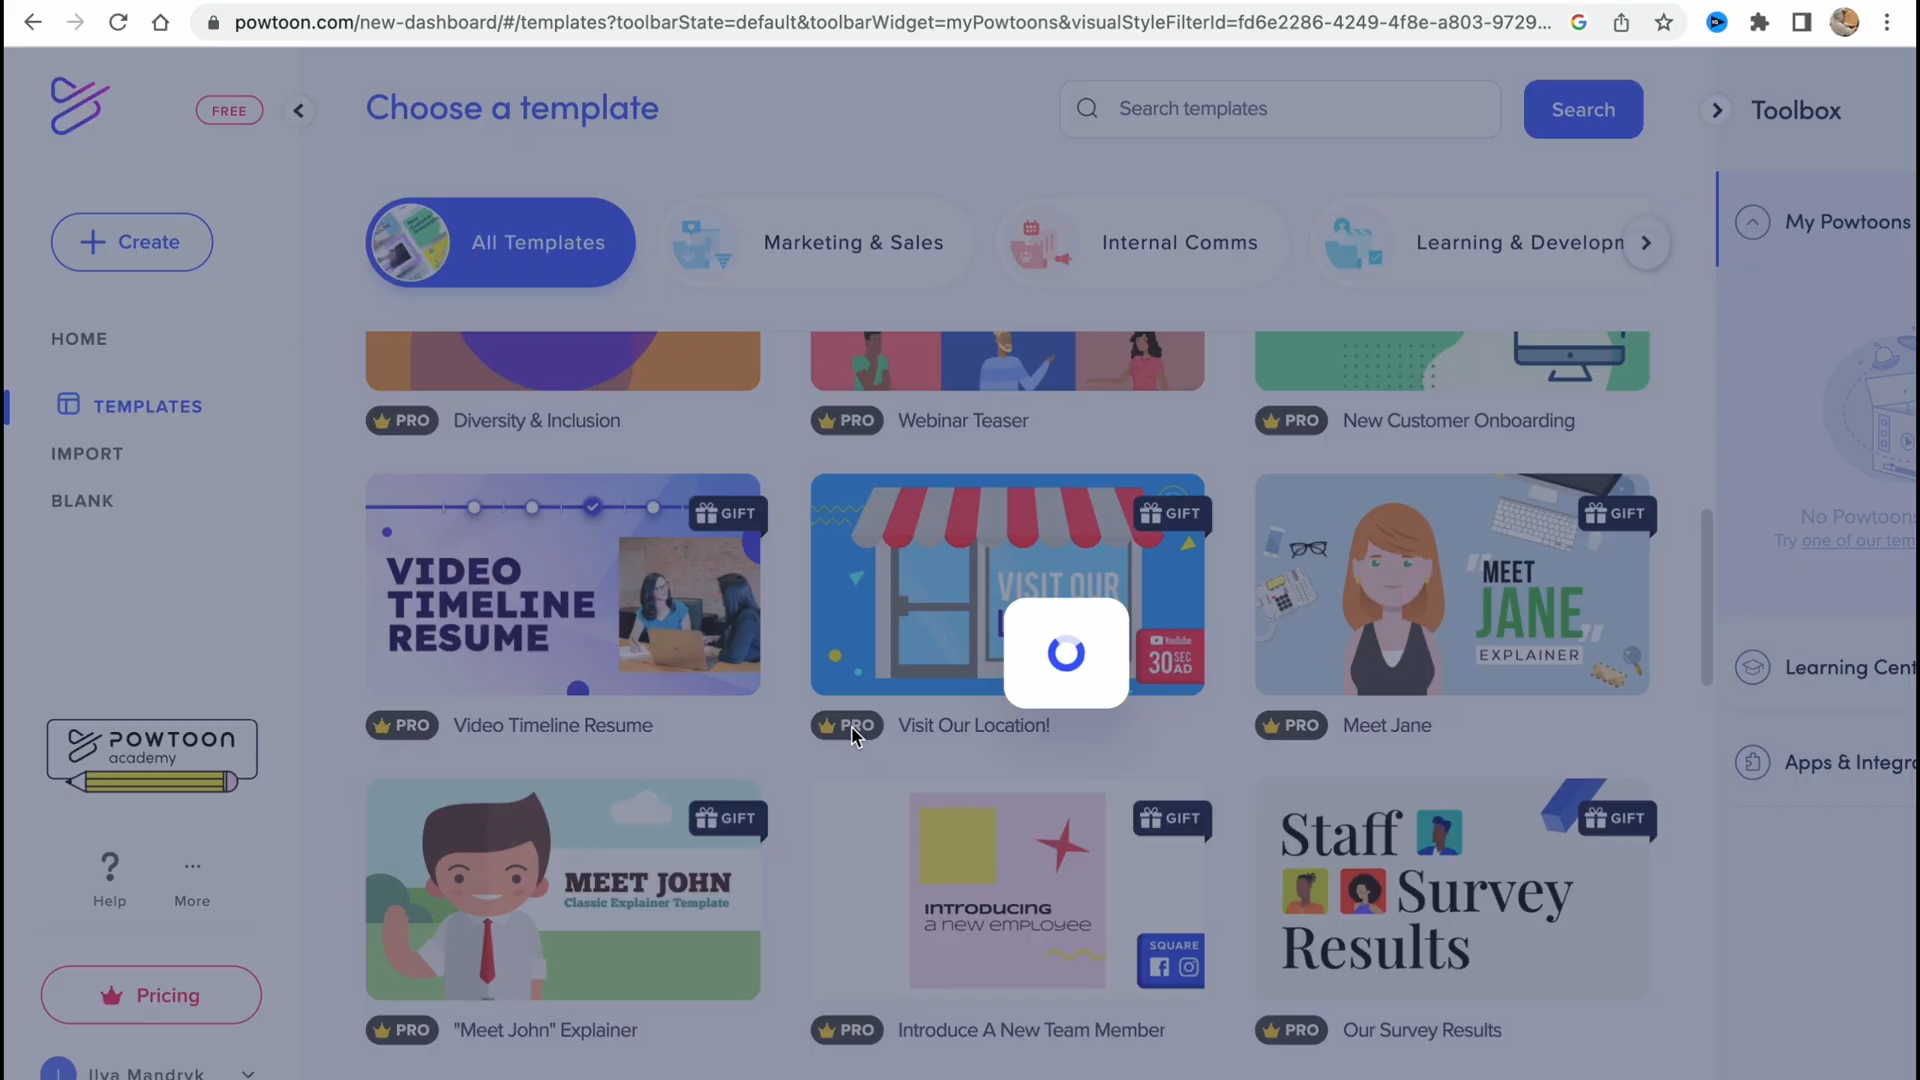 powtoon.com/new-dashboard/#/templates?toolbarState=default&toolbarWidget=myPowtoons&visualStyleFilterId=fd6e2286-4249-4f8e-a803-9729...
FREE
Choose a template
Search templates
Search
Toolbox
Create
All Templates
Marketing & Sales
Internal Comms
Learning & Developn
My Powtoons
HOME
TEMPLATES
IMPORT
BLANK
PRO Diversity & Inclusion
PRO Webinar Teaser
PRO New Customer Onboarding
GIFT
VIDEO
TIMELINE
RESUME
GIFT
VISIT OUR
YouTube
30 SEC
AD
GIFT
"MEET
JANE"
EXPLAINER
No Powtoons
Try one of our tem
PRO Video Timeline Resume
PRO Visit Our Location!
PRO Meet Jane
Learning Cent
Apps & Integra
POWTOON
academy
GIFT
MEET JOHN
Classic Explainer Template
GIFT
INTRODUCING
a new employee
SQUARE
GIFT
Staff
Survey
Results
Help
More
Pricing
PRO "Meet John" Explainer
PRO Introduce A New Team Member
PRO Our Survey Results
I Ilya Mandryk